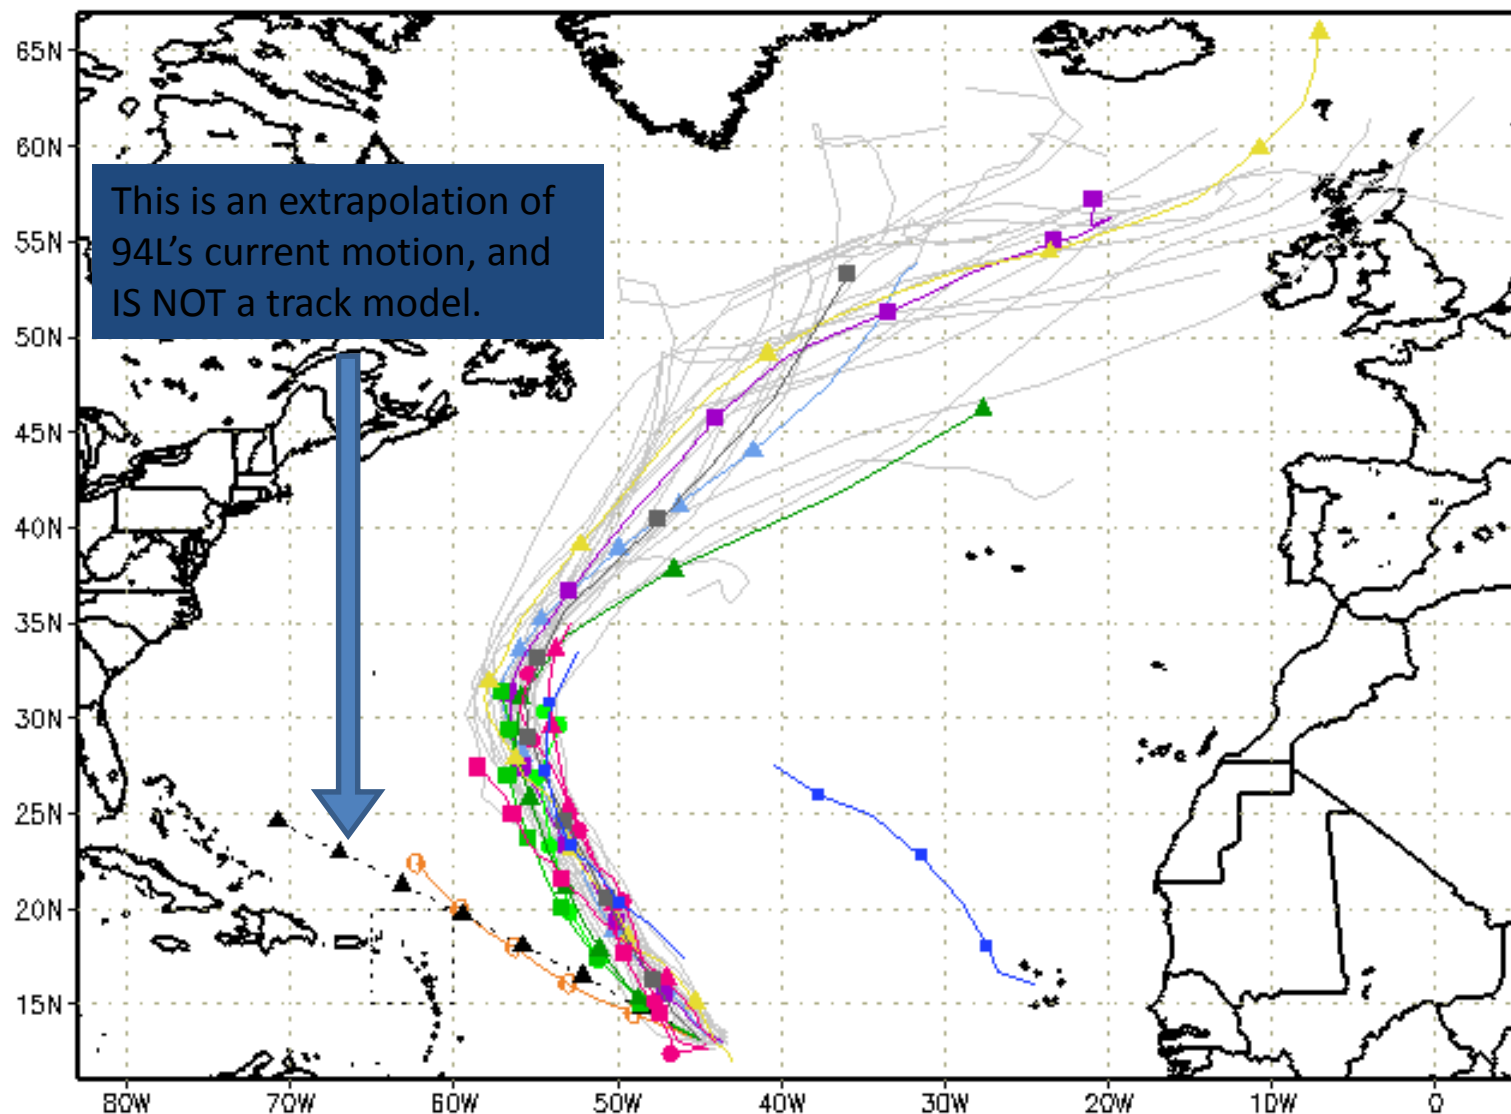 65N
60N
This is an extrapolation of
94L's current motion, and
IS NOT a track model.
55N
50N
45N
40N
35N
30N
25N
20N
15N
80W 70W 60W 50W 40W 30W 20W 10W 0